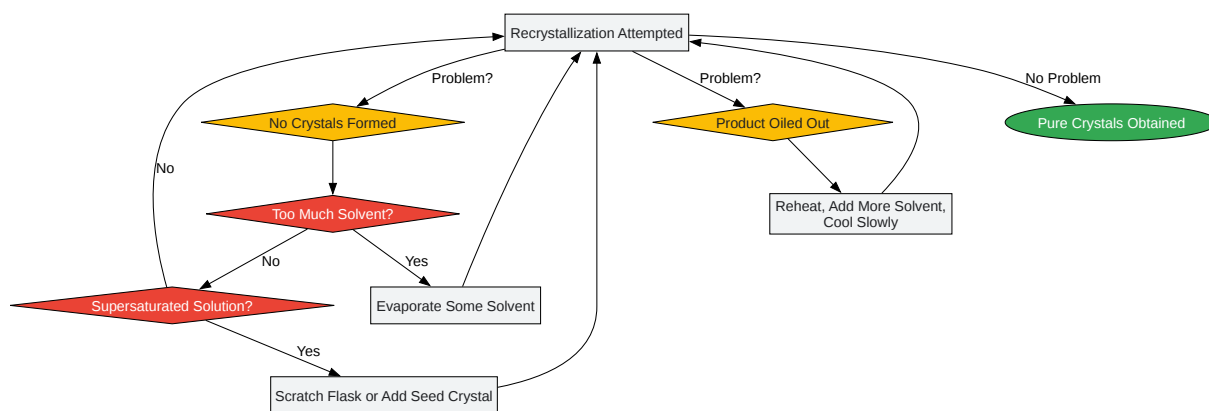 Recrystallization Attempted
Problem?
Problem?
No Problem
No Crystals Formed
Product Oiled Out
Pure Crystals Obtained
No
Too Much Solvent?
Reheat, Add More Solvent,
Cool Slowly
No
Yes
Supersaturated Solution?
Evaporate Some Solvent
Yes
Scratch Flask or Add Seed Crystal